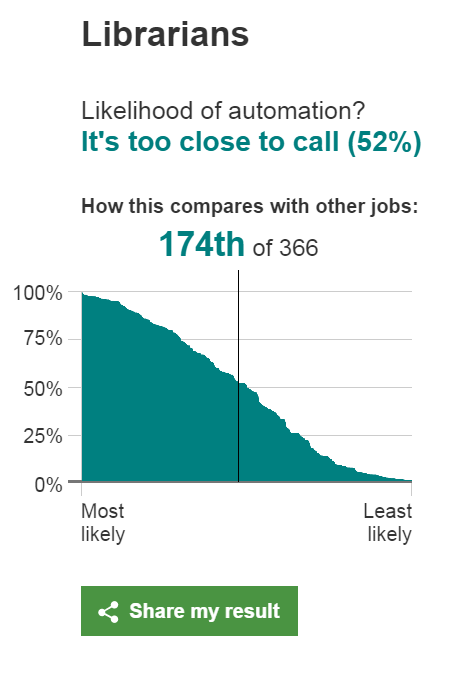 Librarians
Likelihood of automation?
It's too close to call (52%)
How this compares with other jobs:
174th of 366
100%
75%
50%
25%
0%
Most
likely
Least
likely
Share my result